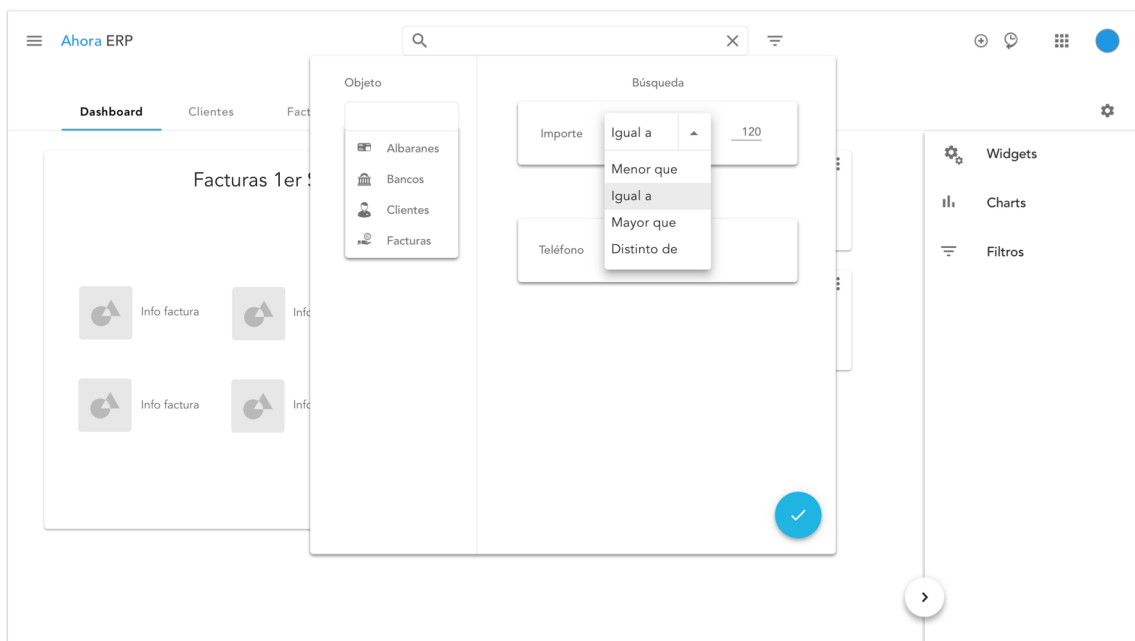 Ahora ERP
Dashboard
Clientes
Fact
Facturas 1er
Info factura
Info
Info factura
Info
Objeto
Albaranes
Bancos
Clientes
Facturas
Búsqueda
Importe
Igual a
120
Menor que
Igual a
Mayor que
Distinto de
Teléfono
Widgets
Charts
Filtros